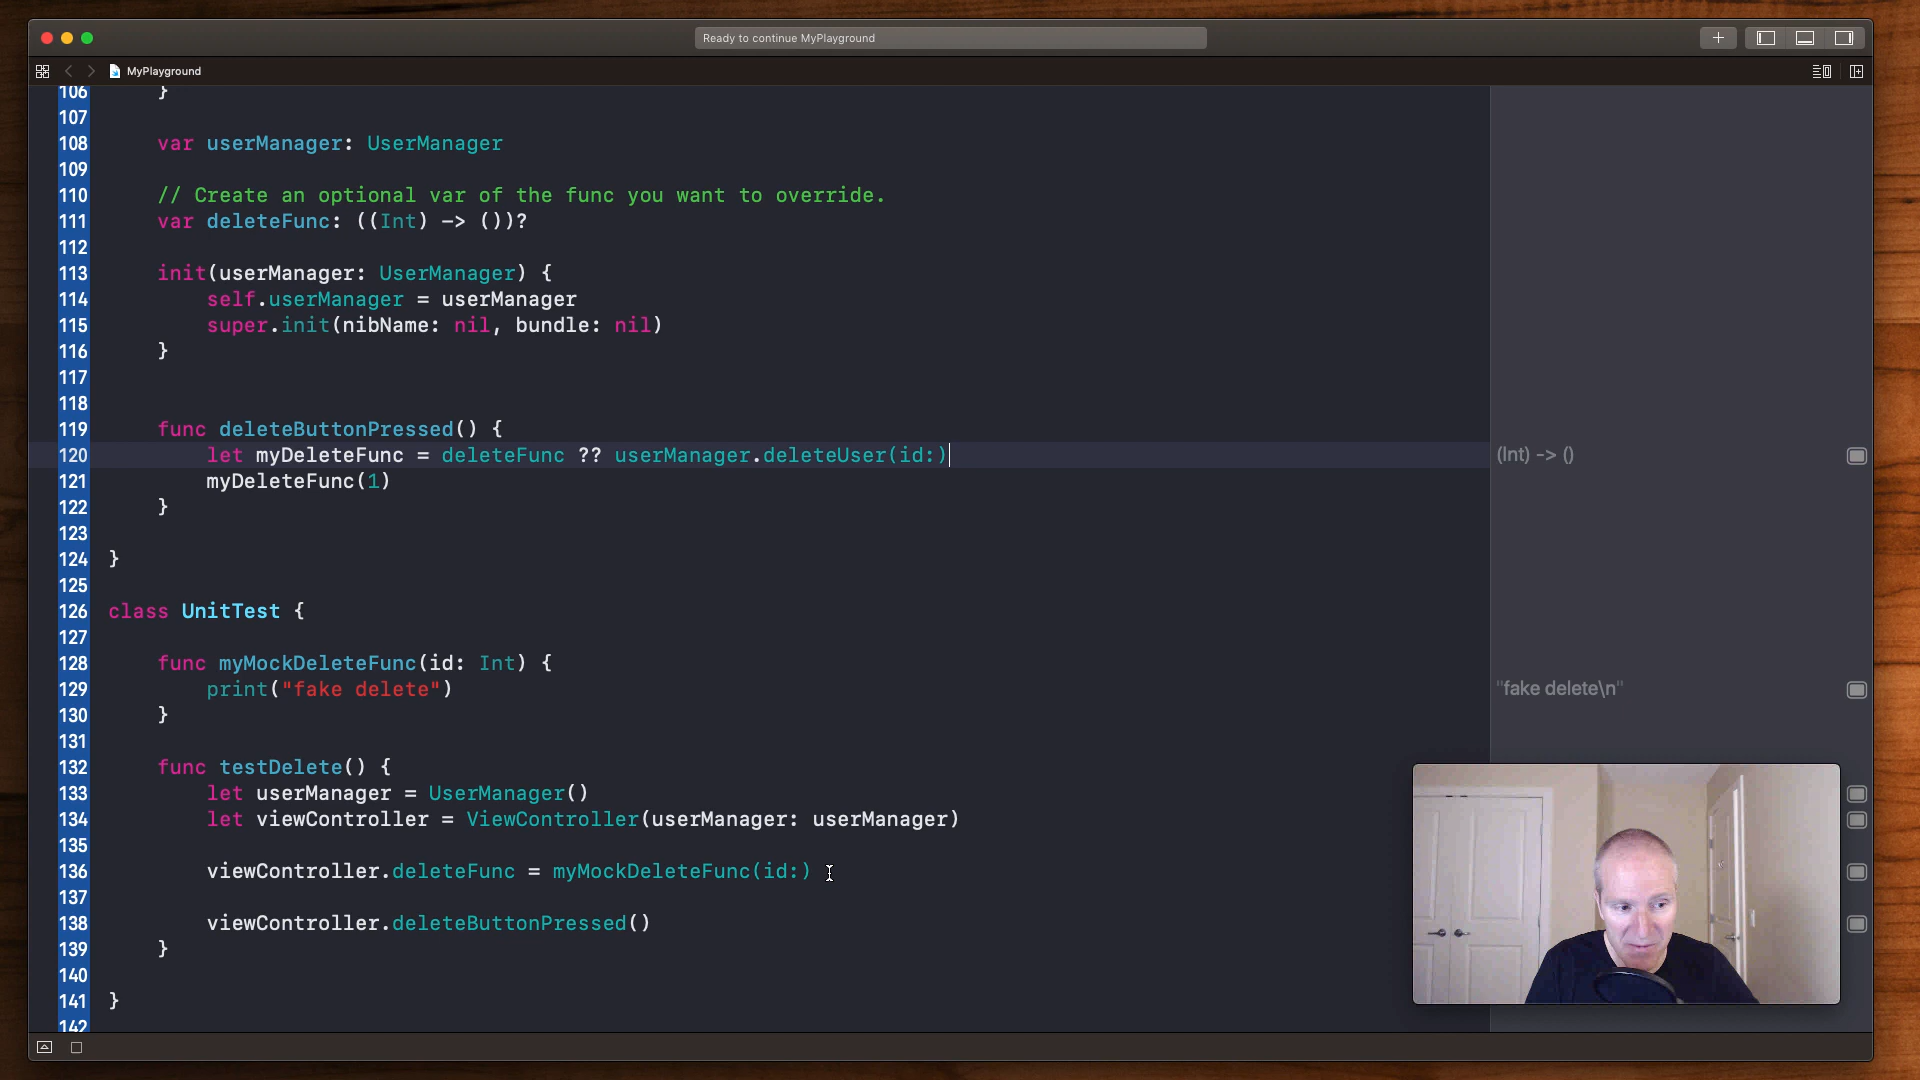 Ready to continue MyPlayground
MyPlayground
106 }
107
108 var userManager: UserManager
109
110 // Create an optional var of the func you want to override.
111 var deleteFunc: ((Int) -> ())?
112
113 init(userManager: UserManager) {
114 self.userManager = userManager
115 super.init(nibName: nil, bundle: nil)
116 }
117
118
119 func deleteButtonPressed() {
120 let myDeleteFunc = deleteFunc ?? userManager.deleteUser(id:) (Int) -> ()
121 myDeleteFunc(1)
122 }
123
124 }
125
126 class UnitTest {
127
128 func myMockDeleteFunc(id: Int) {
129 print("fake delete") "fake delete\n"
130 }
131
132 func testDelete() {
133 let userManager = UserManager()
134 let viewController = ViewController(userManager: userManager)
135
136 viewController.deleteFunc = myMockDeleteFunc(id:)
137
138 viewController.deleteButtonPressed()
139 }
140
141 }
142